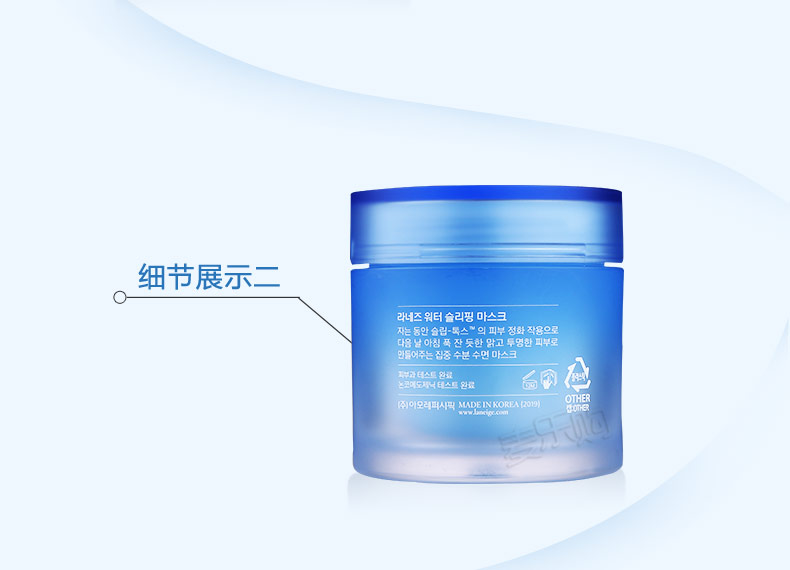 细节展示二
라네즈 워터 슬리핑 마스크
자는 동안 슬립-톡스™ 의 피부 정화 작용으로
다음 날 아침 푹 잔 듯한 맑고 투명한 피부로
만들어주는 집중 수분 수면 마스크
피부과 테스트 완료
논코메도제닉 테스트 완료
(주)아모레퍼시픽 MADE IN KOREA
www.laneige.com
OTHER
캡:OTHER
麦乐购